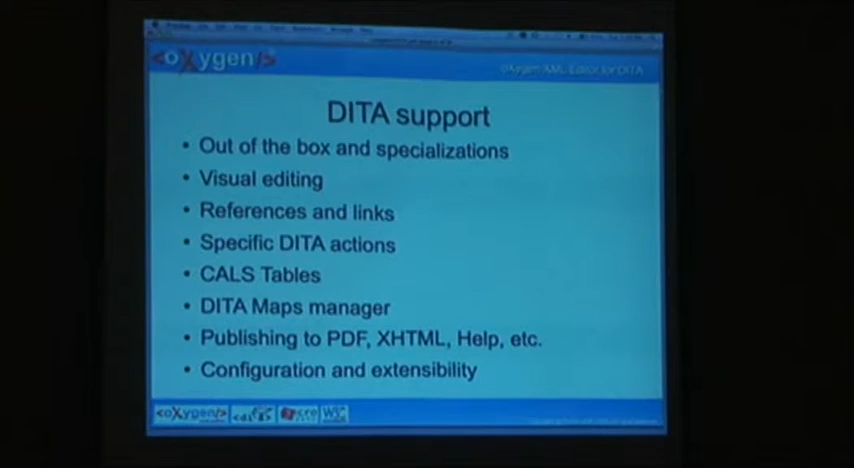 <oXygen/>
oXygen XML Editor for DITA
DITA support
• Out of the box and specializations
• Visual editing
• References and links
• Specific DITA actions
• CALS Tables
• DITA Maps manager
• Publishing to PDF, XHTML, Help, etc.
• Configuration and extensibility
<oXygen/>